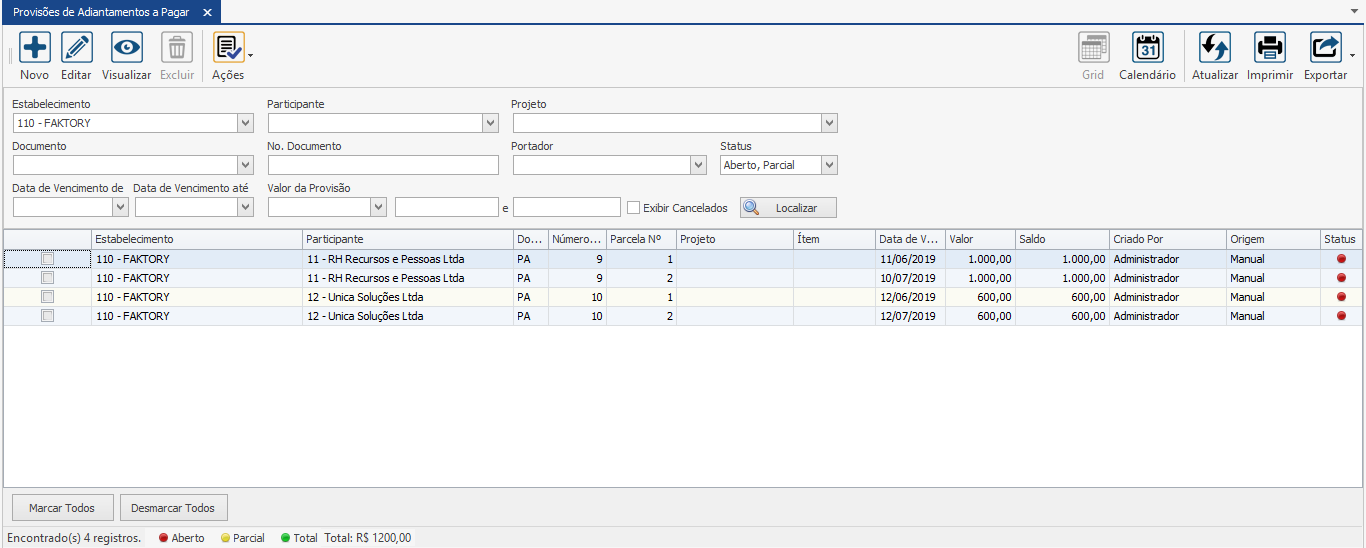 Provisões de Adiantamentos a Pagar
Novo Editar Visualizar Excluir Ações Grid 31 Calendário Atualizar Imprimir Exportar
Estabelecimento Participante Projeto
110 - FAKTORY
Documento No. Documento Portador Status
Aberto, Parcial
Data de Vencimento de Data de Vencimento até Valor da Provisão
e Exibir Cancelados Localizar
Estabelecimento Participante Do... Número... Parcela Nº Projeto Ítem Data de V... Valor Saldo Criado Por Origem Status
110 - FAKTORY 11 - RH Recursos e Pessoas Ltda PA 9 1 11/06/2019 1.000,00 1.000,00 Administrador Manual
110 - FAKTORY 11 - RH Recursos e Pessoas Ltda PA 9 2 10/07/2019 1.000,00 1.000,00 Administrador Manual
110 - FAKTORY 12 - Unica Soluções Ltda PA 10 1 12/06/2019 600,00 600,00 Administrador Manual
110 - FAKTORY 12 - Unica Soluções Ltda PA 10 2 12/07/2019 600,00 600,00 Administrador Manual
Marcar Todos Desmarcar Todos
Encontrado(s) 4 registros. Aberto Parcial Total Total: R$ 1200,00